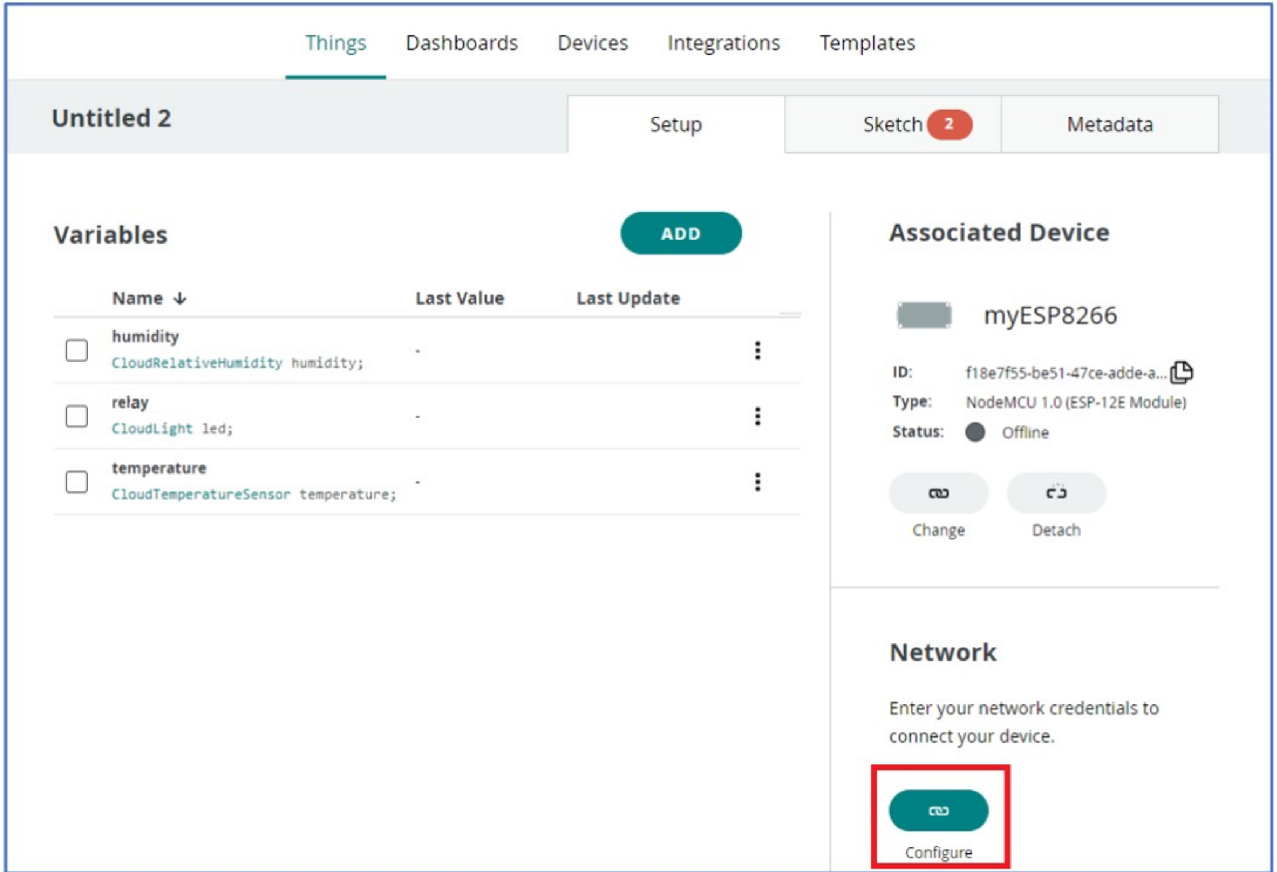 Things Dashboards Devices Integrations Templates
Untitled 2
Setup Sketch 2 Metadata
Variables
ADD
Name ↓ Last Value Last Update
humidity
CloudRelativeHumidity humidity;
-
relay
CloudLight led;
-
temperature
CloudTemperatureSensor temperature;
-
Associated Device
myESP8266
ID: f18e7f55-be51-47ce-adde-a...
Type: NodeMCU 1.0 (ESP-12E Module)
Status: Offline
Change Detach
Network
Enter your network credentials to
connect your device.
Configure